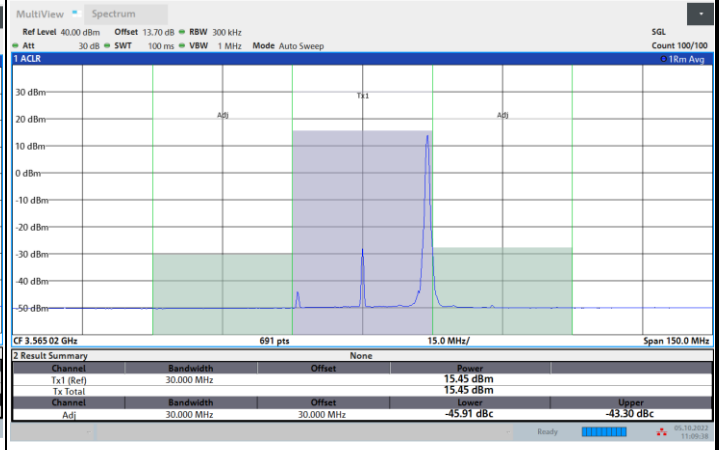 MultiView Spectrum
Ref Level 40.00 dBm Offset 13.70 dB RBW 300 kHz SGL
Att 30 dB SWT 100 ms VBW 1 MHz Mode Auto Sweep Count 100/100
1 ACLR 1Rm Avg
30 dBm
Tx1
20 dBm Adj Adj
10 dBm
0 dBm
-10 dBm
-20 dBm
-30 dBm
-40 dBm
-50 dBm
CF 3.56502 GHz 691 pts 15.0 MHz/ Span 150.0 MHz
2 Result Summary None
Channel Bandwidth Offset Power
Tx1 (Ref) 30.000 MHz 15.45 dBm
Tx Total 15.45 dBm
Channel Bandwidth Offset Lower Upper
Adj 30.000 MHz 30.000 MHz -45.91 dBc -43.30 dBc
Ready 05.10.2022
11:09:38